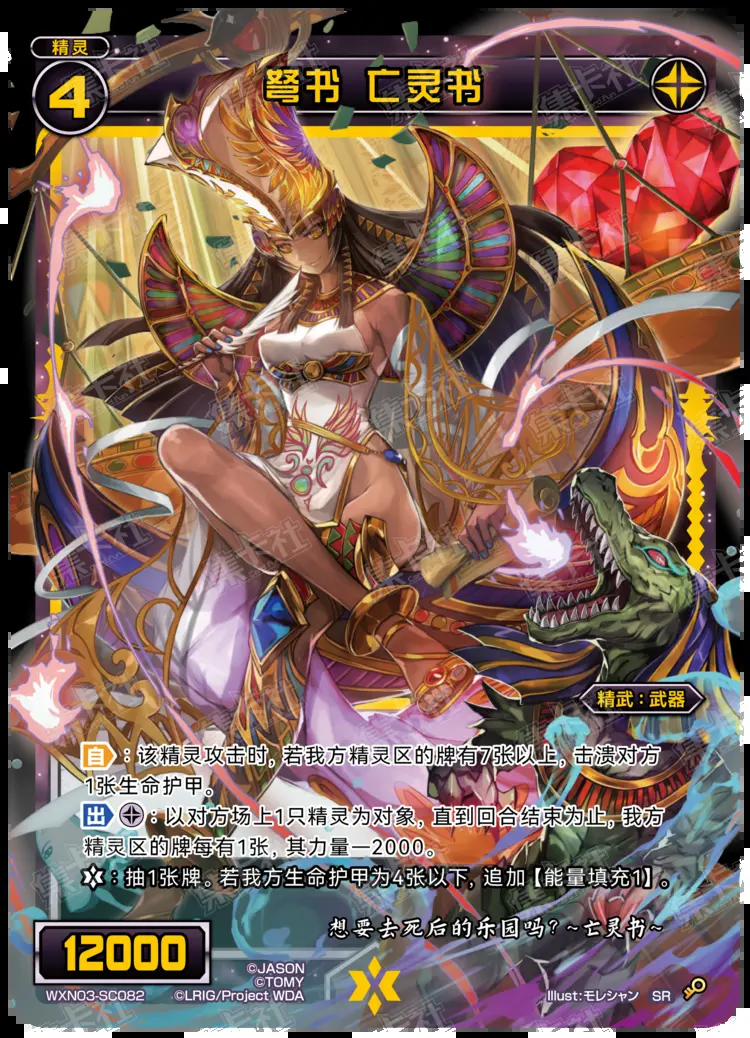 精灵
4
弩书 亡灵书
精武:武器
自:该精灵攻击时, 若我方精灵区的牌有7张以上, 击溃对方
1张生命护甲。
出:以对方场上1只精灵为对象, 直到回合结束为止, 我方
精灵区的牌每有1张, 其力量—2000。
:抽1张牌。若我方生命护甲为4张以下, 追加【能量填充1】。
想要去死后的乐园吗?~亡灵书~
12000
©JASON
©TOMY
WXN03-SC082 ©LRIG/Project WDA
Illust:モレシャン SR
集卡社